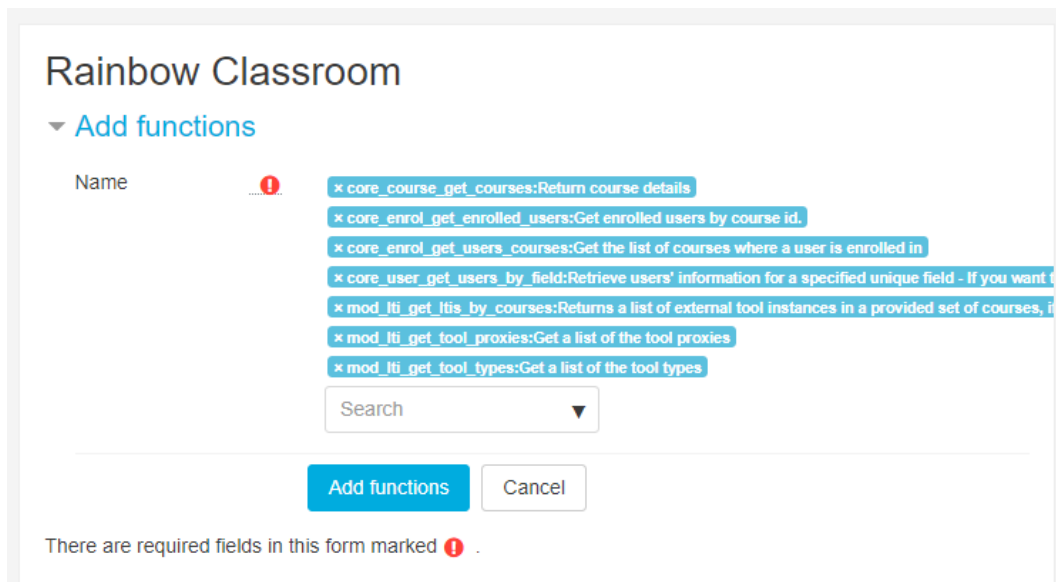 Rainbow Classroom
Add functions
Name
× core_course_get_courses:Return course details
× core_enrol_get_enrolled_users:Get enrolled users by course id.
× core_enrol_get_users_courses:Get the list of courses where a user is enrolled in
× core_user_get_users_by_field:Retrieve users' information for a specified unique field - If you want
× mod_lti_get_ltis_by_courses:Returns a list of external tool instances in a provided set of courses,
× mod_lti_get_tool_proxies:Get a list of the tool proxies
× mod_lti_get_tool_types:Get a list of the tool types
Search
Add functions Cancel
There are required fields in this form marked .